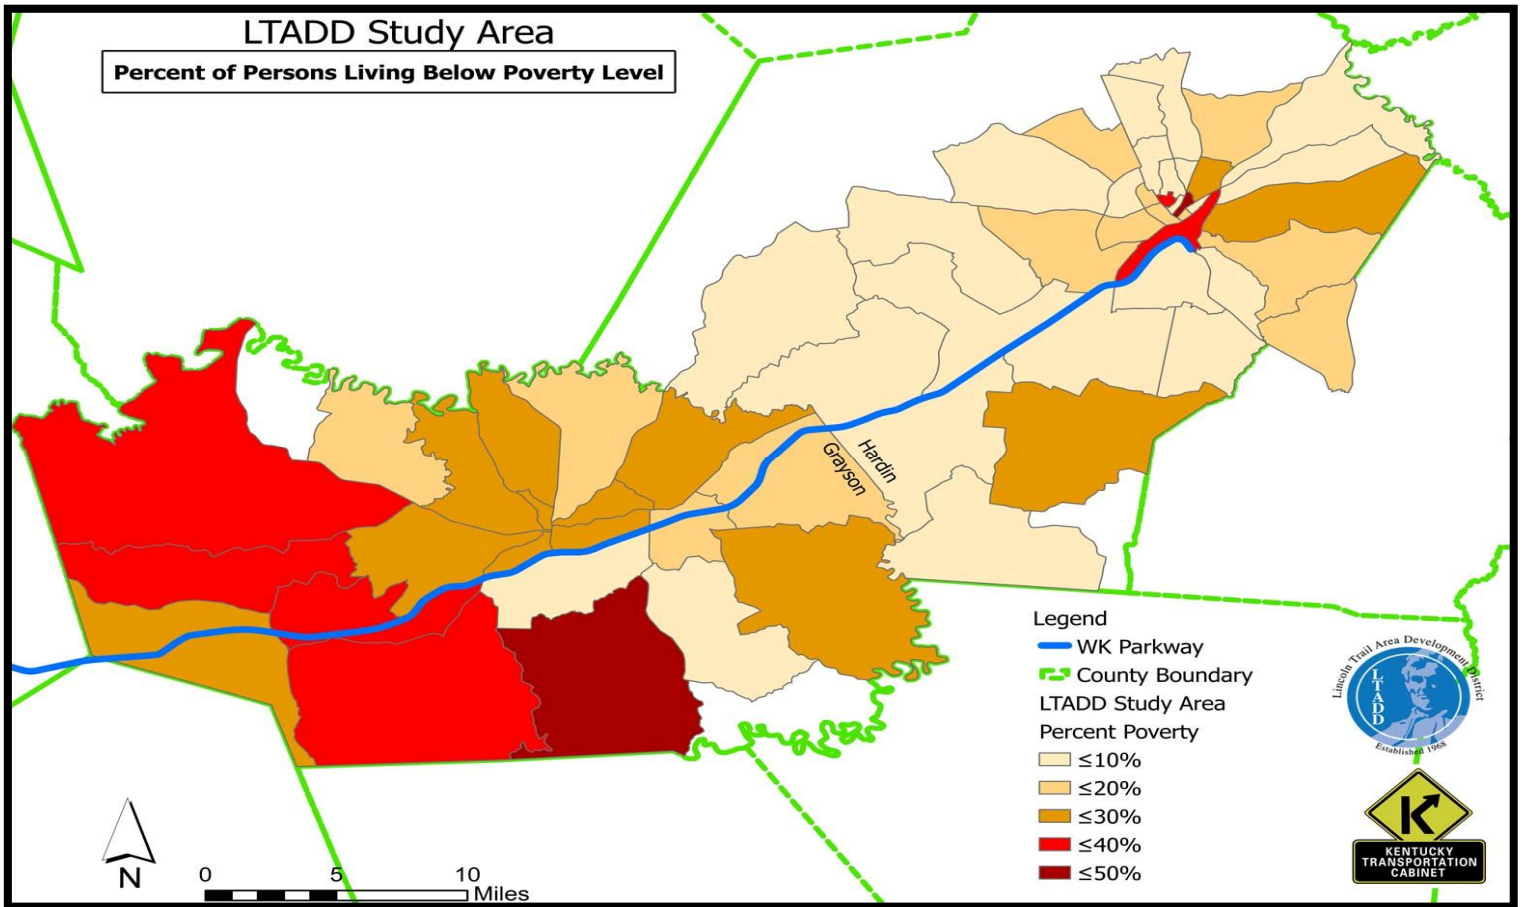 LTADD Study Area
Percent of Persons Living Below Poverty Level
Hardin
Grayson
Legend
WK Parkway
County Boundary
LTADD Study Area
Percent Poverty
≤10%
≤20%
≤30%
≤40%
≤50%
Lincoln Trail Area Development District
LTADD
Established 1968
K
KENTUCKY
TRANSPORTATION
CABINET
N
0 5 10
Miles